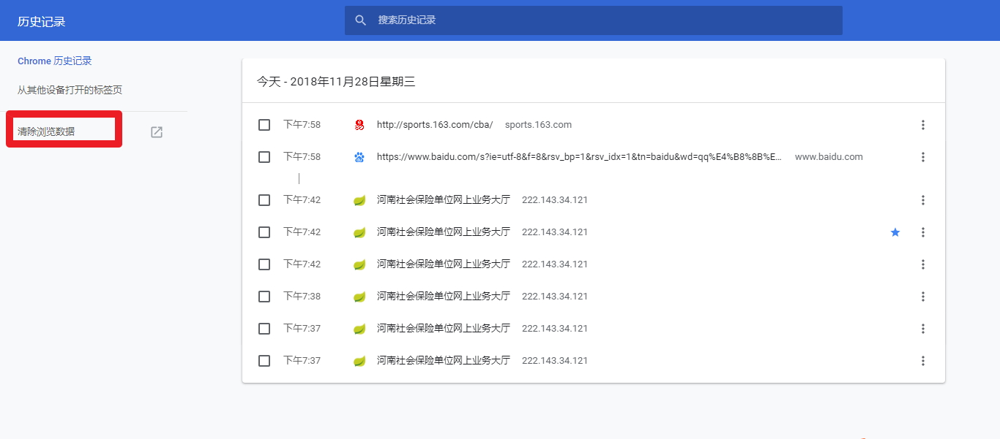 历史记录
搜索历史记录
Chrome 历史记录
从其他设备打开的标签页
清除浏览数据
今天 - 2018年11月28日星期三
下午7:58 http://sports.163.com/cba/ sports.163.com
下午7:58 https://www.baidu.com/s?ie=utf-8&f=8&rsv_bp=1&rsv_idx=1&tn=baidu&wd=qq%E4%B8%8B%E... www.baidu.com
下午7:42 河南社会保险单位网上业务大厅 222.143.34.121
下午7:42 河南社会保险单位网上业务大厅 222.143.34.121
下午7:42 河南社会保险单位网上业务大厅 222.143.34.121
下午7:38 河南社会保险单位网上业务大厅 222.143.34.121
下午7:37 河南社会保险单位网上业务大厅 222.143.34.121
下午7:37 河南社会保险单位网上业务大厅 222.143.34.121